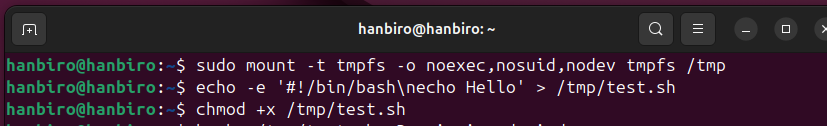 hanbiro@hanbiro: ~
hanbiro@hanbiro:~$ sudo mount -t tmpfs -o noexec,nosuid,nodev tmpfs /tmp
hanbiro@hanbiro:~$ echo -e '#!/bin/bash\necho Hello' > /tmp/test.sh
hanbiro@hanbiro:~$ chmod +x /tmp/test.sh